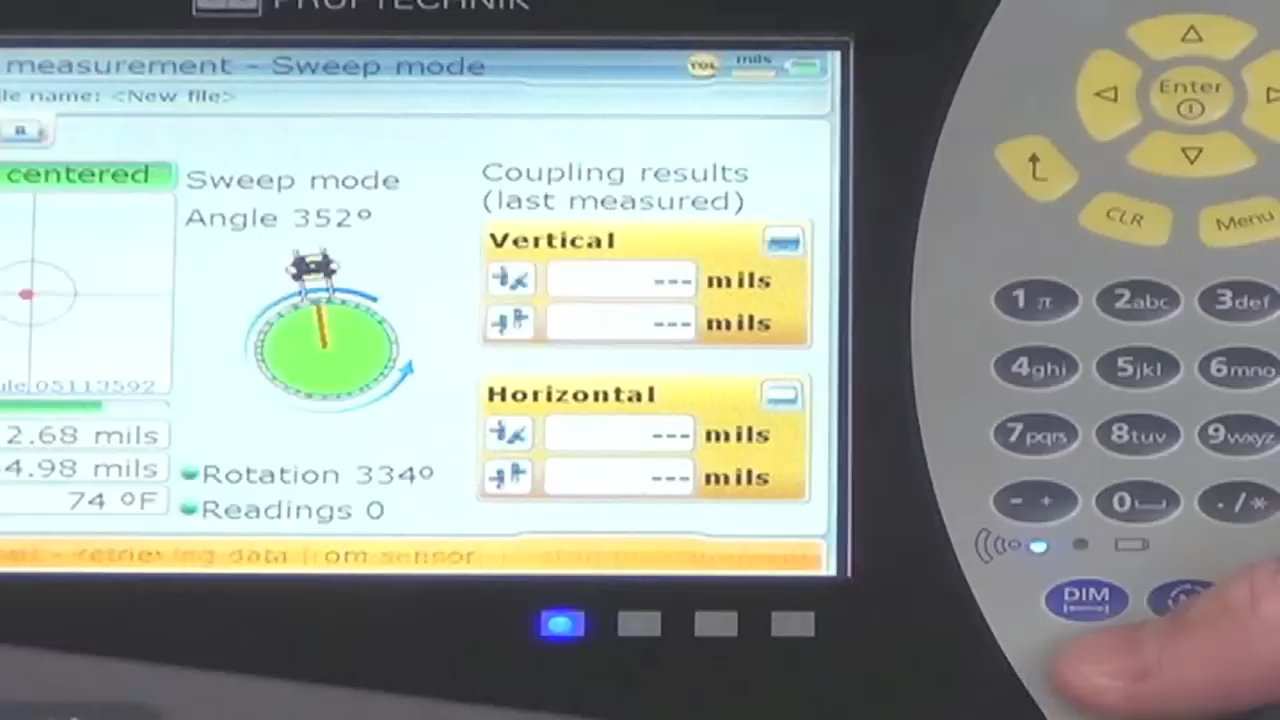 PRÜFTECHNIK
measurement - Sweep mode
TOL mils
le name: <New file>
centered
Sweep mode
Angle 352°
Coupling results
(last measured)
Vertical
--- mils
--- mils
Horizontal
--- mils
--- mils
05113592
2.68 mils
4.98 mils
74 °F
Rotation 334°
Readings 0
retrieving data from sensor
Enter
CLR
Menu
1 π
2abc
3def
4ghi
5jkl
6mno
7pqrs
8tuv
9wxyz
- +
0
. / *
DIM